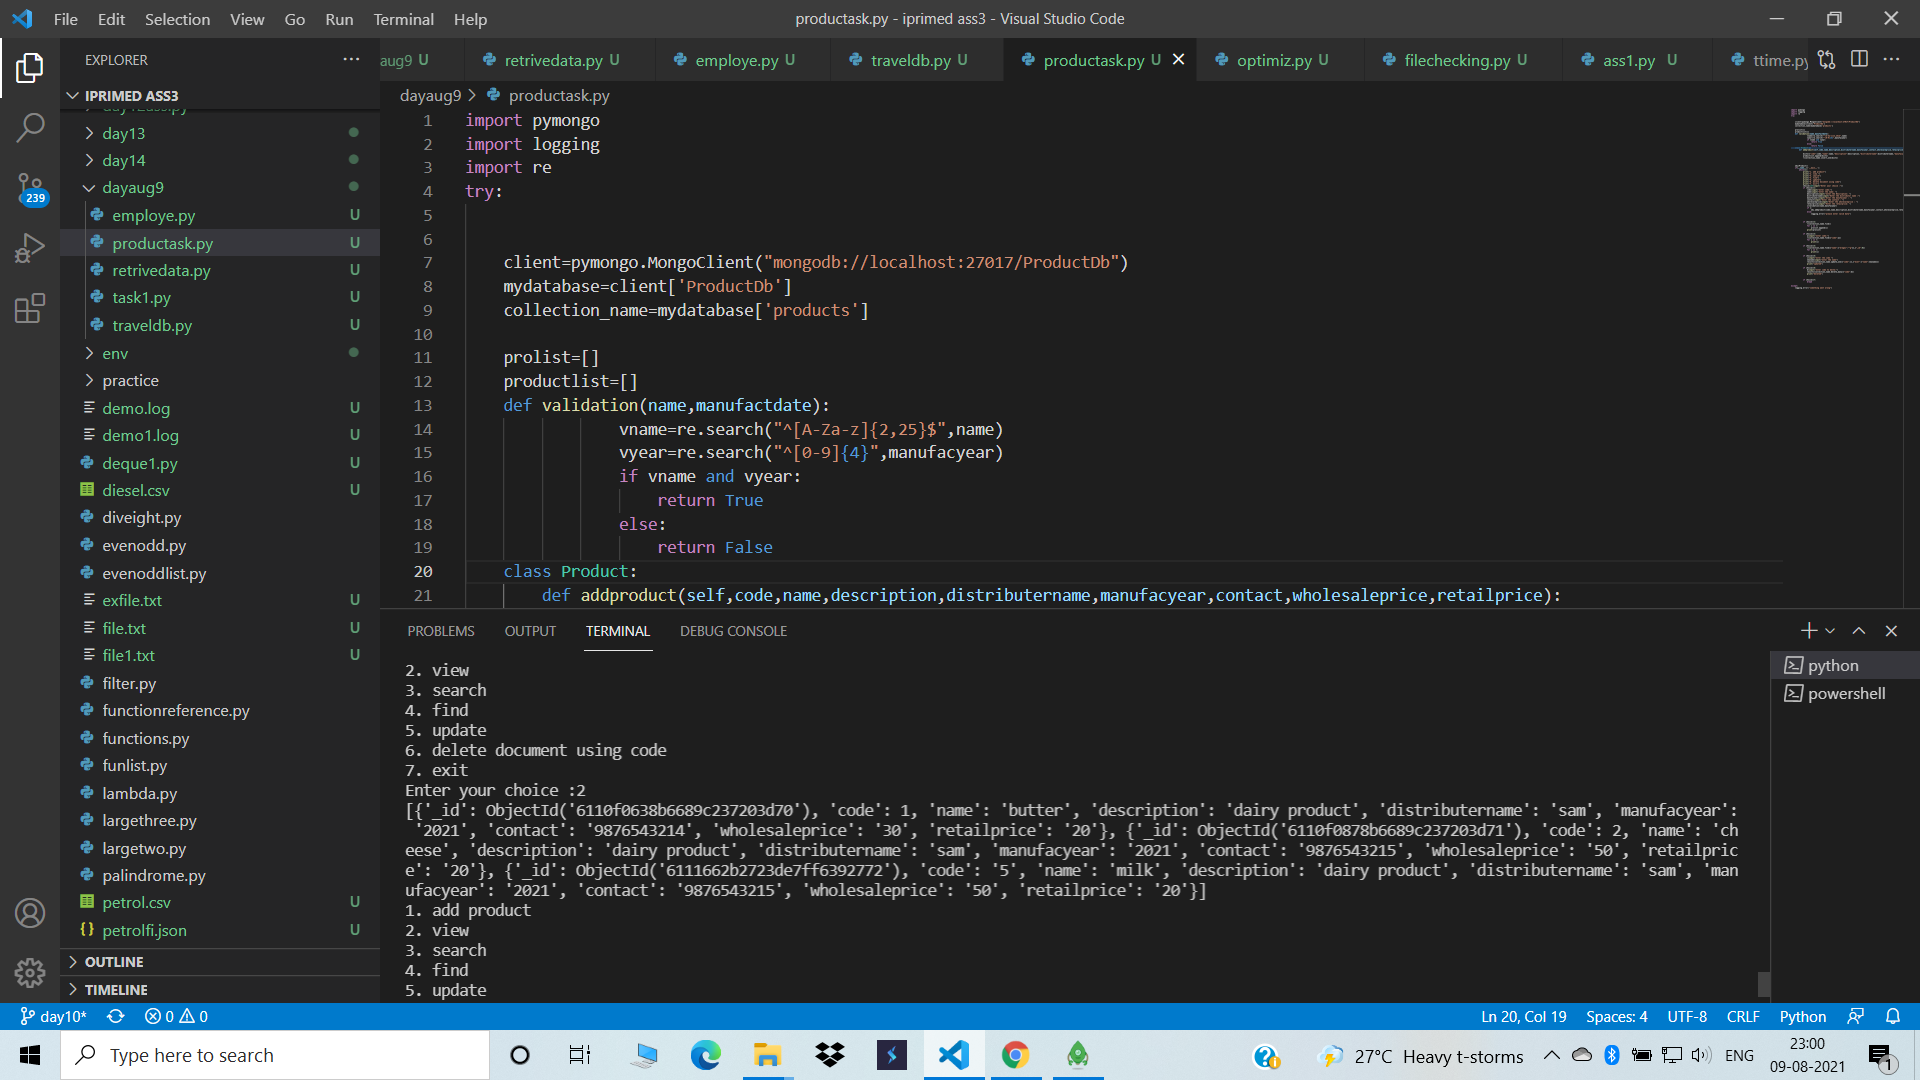 File Edit Selection View Go Run Terminal Help
productask.py - iprimed ass3 - Visual Studio Code
EXPLORER
aug9 U
retrivedata.py U
employe.py U
traveldb.py U
productask.py U
optimiz.py U
filechecking.py U
ass1.py U
ttime.py
IPRIMED ASS3
day13
day14
dayaug9
employe.py U
productask.py U
retrivedata.py U
task1.py U
traveldb.py U
env
practice
demo.log U
demo1.log U
deque1.py U
diesel.csv U
diveight.py
evenodd.py
evenoddlist.py
exfile.txt U
file.txt U
file1.txt U
filter.py
functionreference.py
functions.py
funlist.py
lambda.py
largethree.py
largetwo.py
palindrome.py
petrol.csv U
petrolfi.json U
OUTLINE
TIMELINE
239
dayaug9 > productask.py
1 import pymongo
2 import logging
3 import re
4 try:
5
6
7 client=pymongo.MongoClient("mongodb://localhost:27017/ProductDb")
8 mydatabase=client['ProductDb']
9 collection_name=mydatabase['products']
10
11 prolist=[]
12 productlist=[]
13 def validation(name,manufactdate):
14 vname=re.search("^[A-Za-z]{2,25}$",name)
15 vyear=re.search("^[0-9]{4}",manufacyear)
16 if vname and vyear:
17 return True
18 else:
19 return False
20 class Product:
21 def addproduct(self,code,name,description,distributername,manufacyear,contact,wholesaleprice,retailprice):
PROBLEMS OUTPUT TERMINAL DEBUG CONSOLE
python
powershell
2. view
3. search
4. find
5. update
6. delete document using code
7. exit
Enter your choice :2
[{'_id': ObjectId('6110f0638b6689c237203d70'), 'code': 1, 'name': 'butter', 'description': 'dairy product', 'distributername': 'sam', 'manufacyear':
'2021', 'contact': '9876543214', 'wholesaleprice': '30', 'retailprice': '20'}, {'_id': ObjectId('6110f0878b6689c237203d71'), 'code': 2, 'name': 'ch
eese', 'description': 'dairy product', 'distributername': 'sam', 'manufacyear': '2021', 'contact': '9876543215', 'wholesaleprice': '50', 'retailpric
e': '20'}, {'_id': ObjectId('6111662b2723de7ff6392772'), 'code': '5', 'name': 'milk', 'description': 'dairy product', 'distributername': 'sam', 'man
ufacyear': '2021', 'contact': '9876543215', 'wholesaleprice': '50', 'retailprice': '20'}]
1. add product
2. view
3. search
4. find
5. update
day10* 0 0
Ln 20, Col 19 Spaces: 4 UTF-8 CRLF Python
Type here to search
27°C Heavy t-storms
ENG
23:00
09-08-2021
1